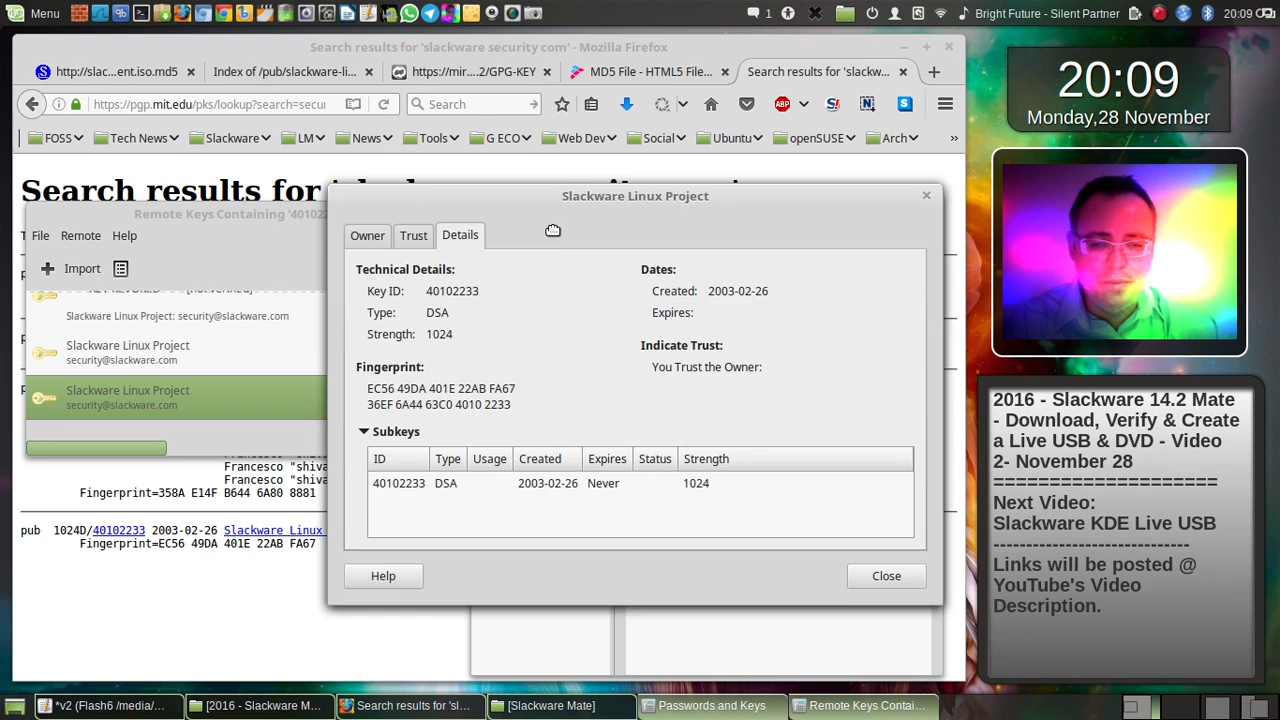 Menu
1
Bright Future - Silent Partner
20:09
Search results for 'slackware security com' - Mozilla Firefox
http://slac...ent.iso.md5
Index of /pub/slackware-li...
https://mir...2/GPG-KEY
MD5 File - HTML5 File...
Search results for 'slackw...
https://pgp.mit.edu/pks/lookup?search=secu
Search
ABP
FOSS
Tech News
Slackware
LM
News
Tools
G ECO
Web Dev
Social
Ubuntu
openSUSE
Arch
»
Search results for
Remote Keys Containing '40102
File Remote Help
Import
Slackware Linux Project: security@slackware.com
Slackware Linux Project
security@slackware.com
Slackware Linux Project
security@slackware.com
Francesco "shiva
Francesco "shiva
Francesco "shiva
Fingerprint=358A E14F B644 6A80 8881
pub 1024D/40102233 2003-02-26 Slackware Linux
Fingerprint=EC56 49DA 401E 22AB FA67
Slackware Linux Project
Owner
Trust
Details
Technical Details:
Key ID: 40102233
Type: DSA
Strength: 1024
Fingerprint:
EC56 49DA 401E 22AB FA67
36EF 6A44 63C0 4010 2233
Dates:
Created: 2003-02-26
Expires:
Indicate Trust:
You Trust the Owner:
Subkeys
ID Type Usage Created Expires Status Strength
40102233 DSA 2003-02-26 Never 1024
Help
Close
20:09
Monday,28 November
2016 - Slackware 14.2 Mate
- Download, Verify & Create
a Live USB & DVD - Video
2- November 28
====================
Next Video:
Slackware KDE Live USB
----------------------------
Links will be posted @
YouTube's Video
Description.
*v2 (Flash6 /media/...
[2016 - Slackware M...
Search results for 'sl...
[Slackware Mate]
Passwords and Keys
Remote Keys Contai...